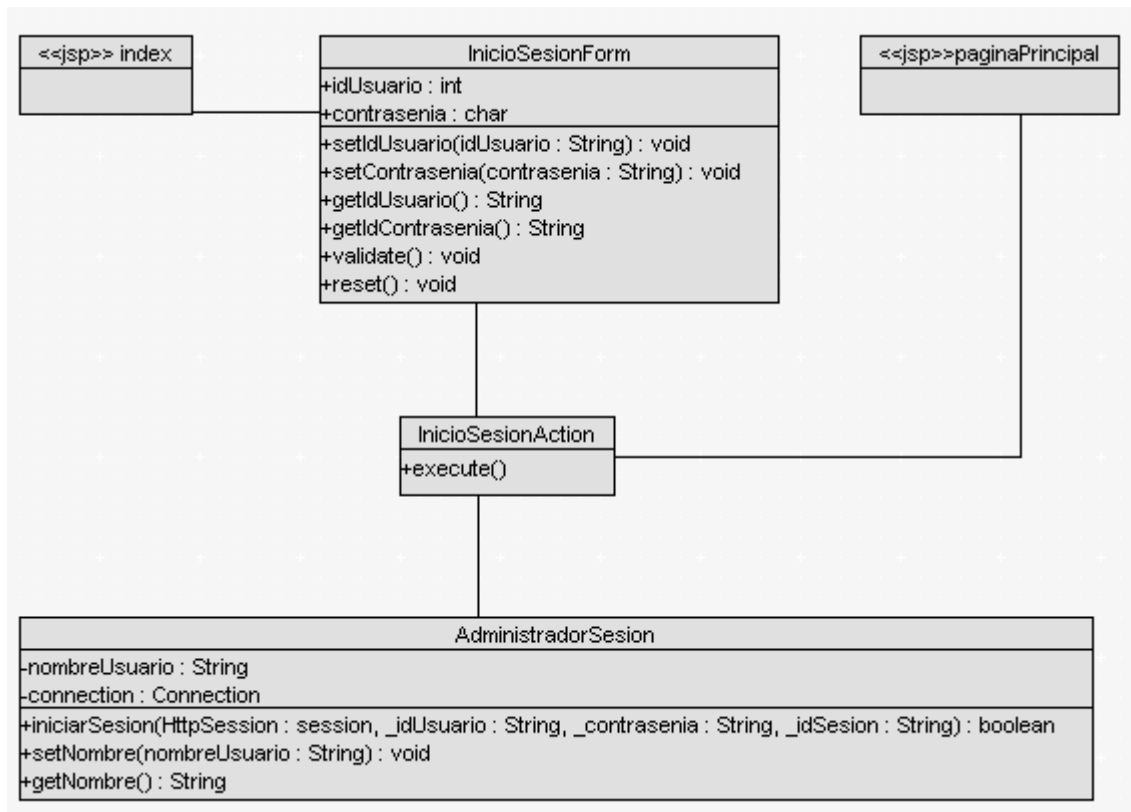 <<jsp>> index
InicioSesionForm
+idUsuario : int
+contrasenia : char
+setIdUsuario(idUsuario : String) : void
+setContrasenia(contrasenia : String) : void
+getIdUsuario() : String
+getIdContrasenia() : String
+validate() : void
+reset() : void
<<jsp>>paginaPrincipal
InicioSesionAction
+execute()
AdministradorSesion
-nombreUsuario : String
-connection : Connection
+iniciarSesion(HttpSession : session, _idUsuario : String, _contrasenia : String, _idSesion : String) : boolean
+setNombre(nombreUsuario : String) : void
+getNombre() : String